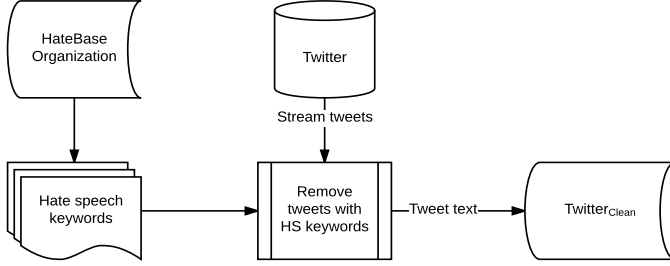 HateBase
Organization
Twitter
Stream tweets
Hate speech
keywords
Remove
tweets with
HS keywords
Tweet text
TwitterClean